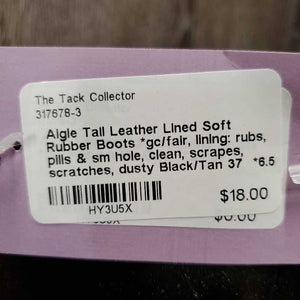 The Tack Collector
317678-3
Aigle Tall Leather Lined Soft
Rubber Boots *gc/fair, lining: rubs,
pills & sm hole, clean, scrapes,
scratches, dusty Black/Tan 37 *6.5
$18.00
HY3U5X